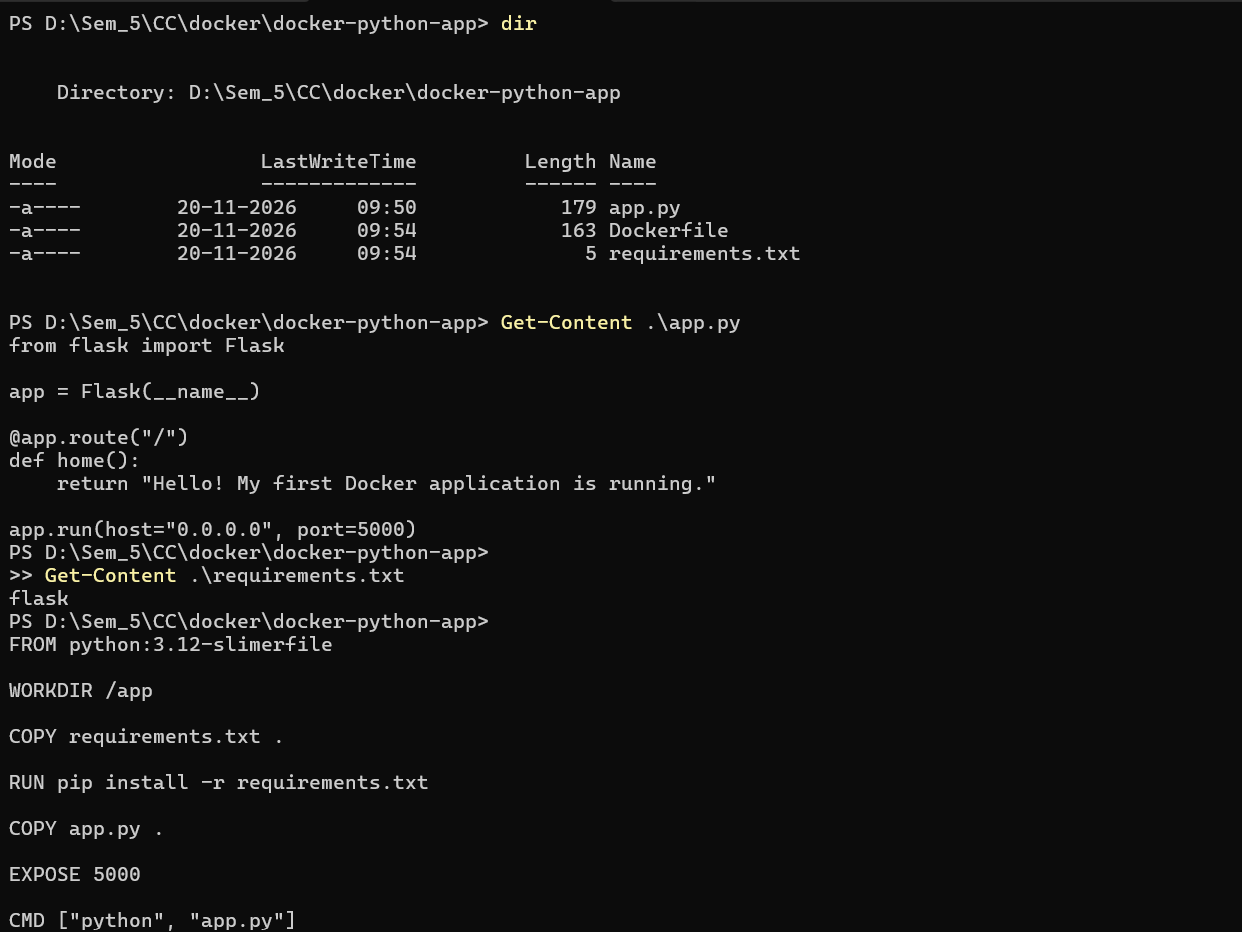 PS D:\Sem_5\CC\docker\docker-python-app> dir
Directory: D:\Sem_5\CC\docker\docker-python-app
Mode                 LastWriteTime         Length Name
----                 -------------         ------ ----
-a----        20-11-2026     09:50            179 app.py
-a----        20-11-2026     09:54            163 Dockerfile
-a----        20-11-2026     09:54              5 requirements.txt
PS D:\Sem_5\CC\docker\docker-python-app> Get-Content .\app.py
from flask import Flask
app = Flask(__name__)
@app.route("/")
def home():
    return "Hello! My first Docker application is running."
app.run(host="0.0.0.0", port=5000)
PS D:\Sem_5\CC\docker\docker-python-app>
>> Get-Content .\requirements.txt
flask
PS D:\Sem_5\CC\docker\docker-python-app>
FROM python:3.12-slimerfile
WORKDIR /app
COPY requirements.txt .
RUN pip install -r requirements.txt
COPY app.py .
EXPOSE 5000
CMD ["python", "app.py"]